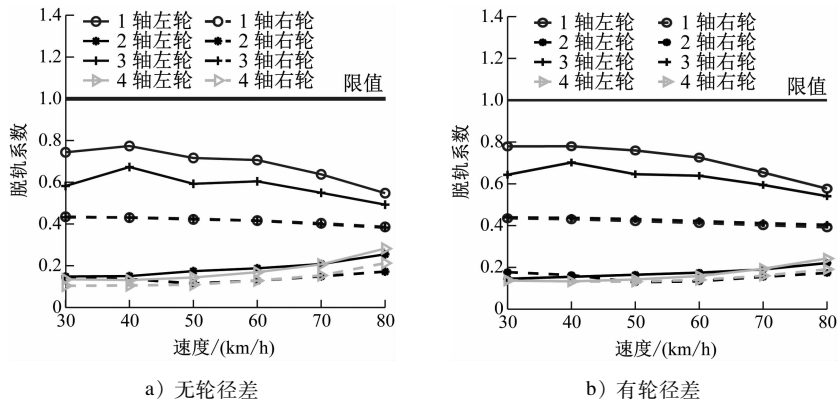 1.4
1.2
1.0
0.8
0.6
0.4
0.2
0
脱轨系数
1 轴左轮 1 轴右轮
2 轴左轮 2 轴右轮
3 轴左轮 3 轴右轮
4 轴左轮 4 轴右轮
限值
30 40 50 60 70 80
速度/(km/h)
a) 无轮径差
1.4
1.2
1.0
0.8
0.6
0.4
0.2
0
脱轨系数
1 轴左轮 1 轴右轮
2 轴左轮 2 轴右轮
3 轴左轮 3 轴右轮
4 轴左轮 4 轴右轮
限值
30 40 50 60 70 80
速度/(km/h)
b) 有轮径差